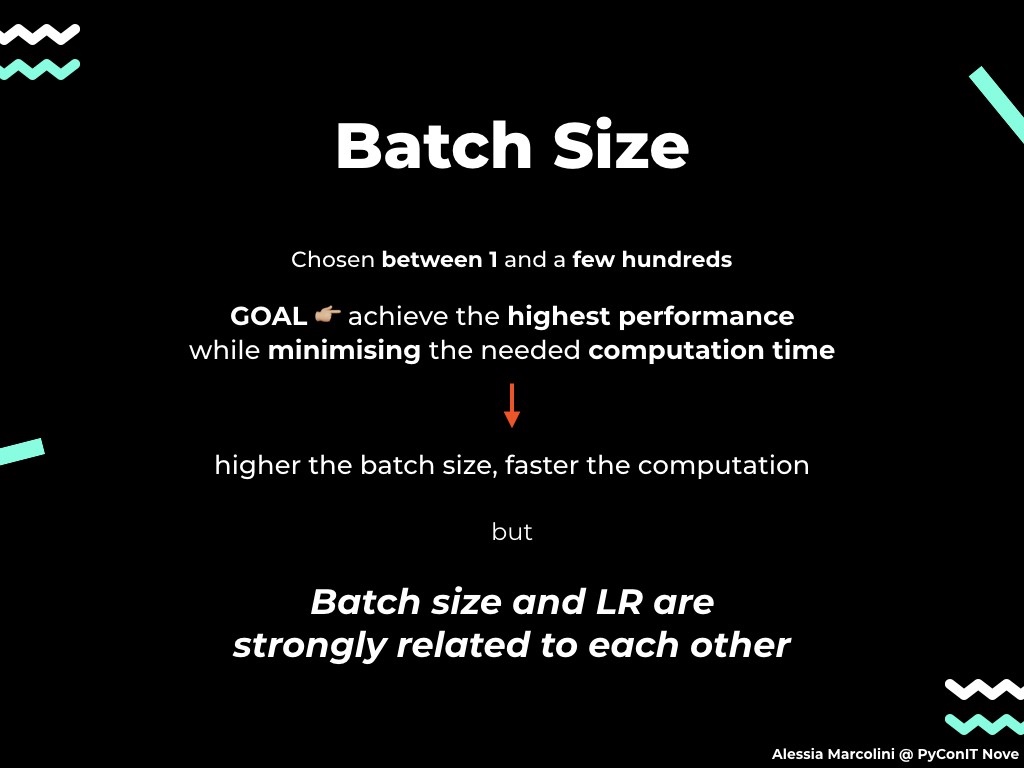 Batch Size
Chosen between 1 and a few hundreds
GOAL 👉🏼 achieve the highest performance
while minimising the needed computation time
higher the batch size, faster the computation
but
Batch size and LR are
strongly related to each other
Alessia Marcolini @ PyConIT Nove